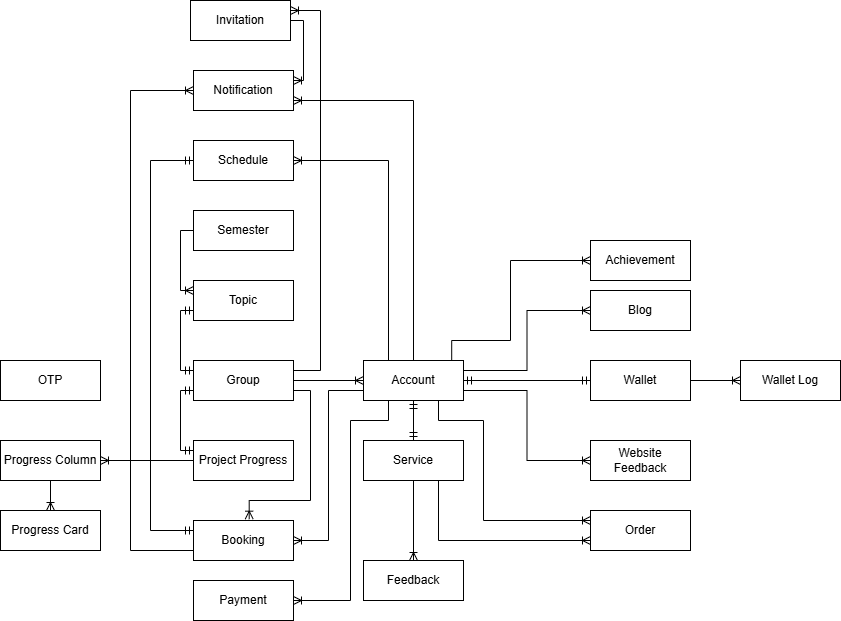 Invitation
Notification
Schedule
Semester
Achievement
Topic
Blog
OTP
Group
Account
Wallet
Wallet Log
Progress Column
Project Progress
Service
Website
Feedback
Progress Card
Booking
Order
Payment
Feedback